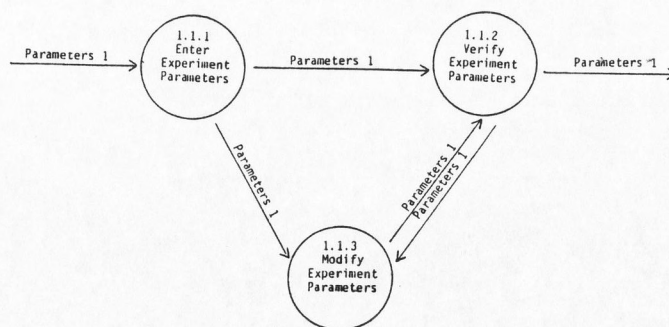 1.1.1
Enter
Experiment
Parameters
1.1.2
Verify
Experiment
Parameters
Parameters 1
Parameters 1
Parameters 1
Parameters 1
Parameters 1
Parameters 1
1.1.3
Modify
Experiment
Parameters